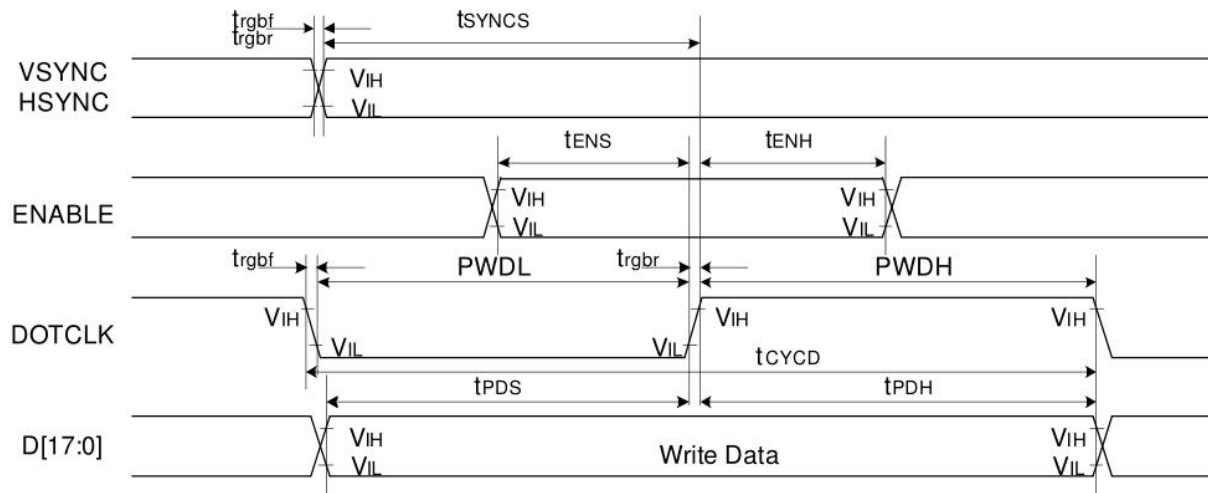 trgbf tSYNCS
trgbr
VSYNC VIH
HSYNC VIL
tENS tENH
ENABLE VIH VIH
VIL VIL
trgbf PWDL trgbr PWDH
DOTCLK VIH VIL VIL VIH VIH
tCYCD
tPDS tPDH
D[17:0] VIH Write Data VIH
VIL VIL